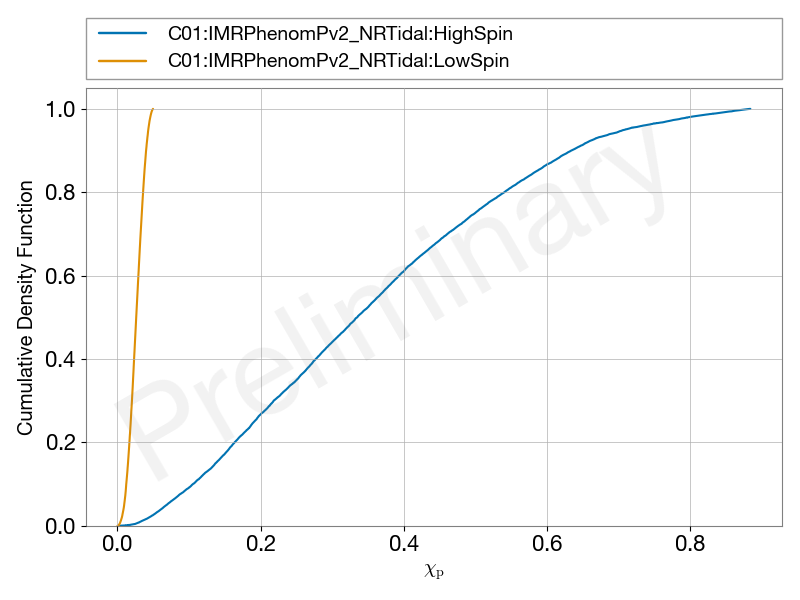 C01:IMRPhenomPv2_NRTidal:HighSpin
C01:IMRPhenomPv2_NRTidal:LowSpin
Cumulative Density Function
1.0
0.8
0.6
0.4
0.2
0.0
Preliminary
0.0 0.2 0.4 0.6 0.8
χp